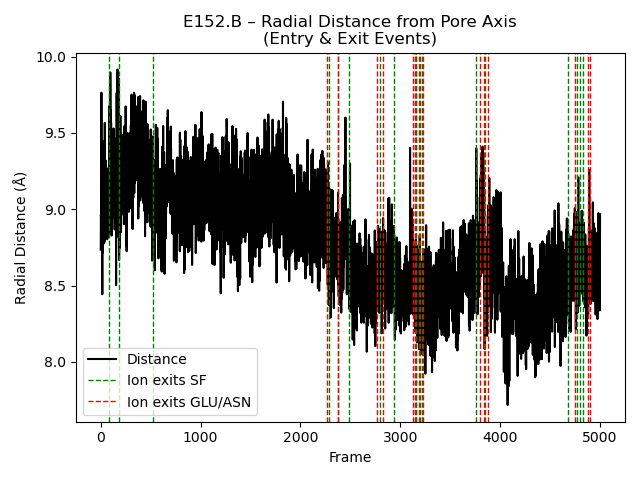 E152.B – Radial Distance from Pore Axis
(Entry & Exit Events)
Radial Distance (Å)
10.0
9.5
9.0
8.5
8.0
Distance
Ion exits SF
Ion exits GLU/ASN
0
1000
2000
3000
4000
5000
Frame